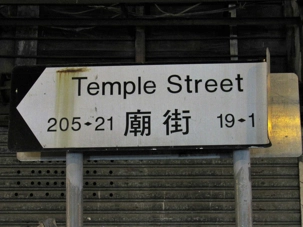 Temple Street
205←21 廟街 19→1